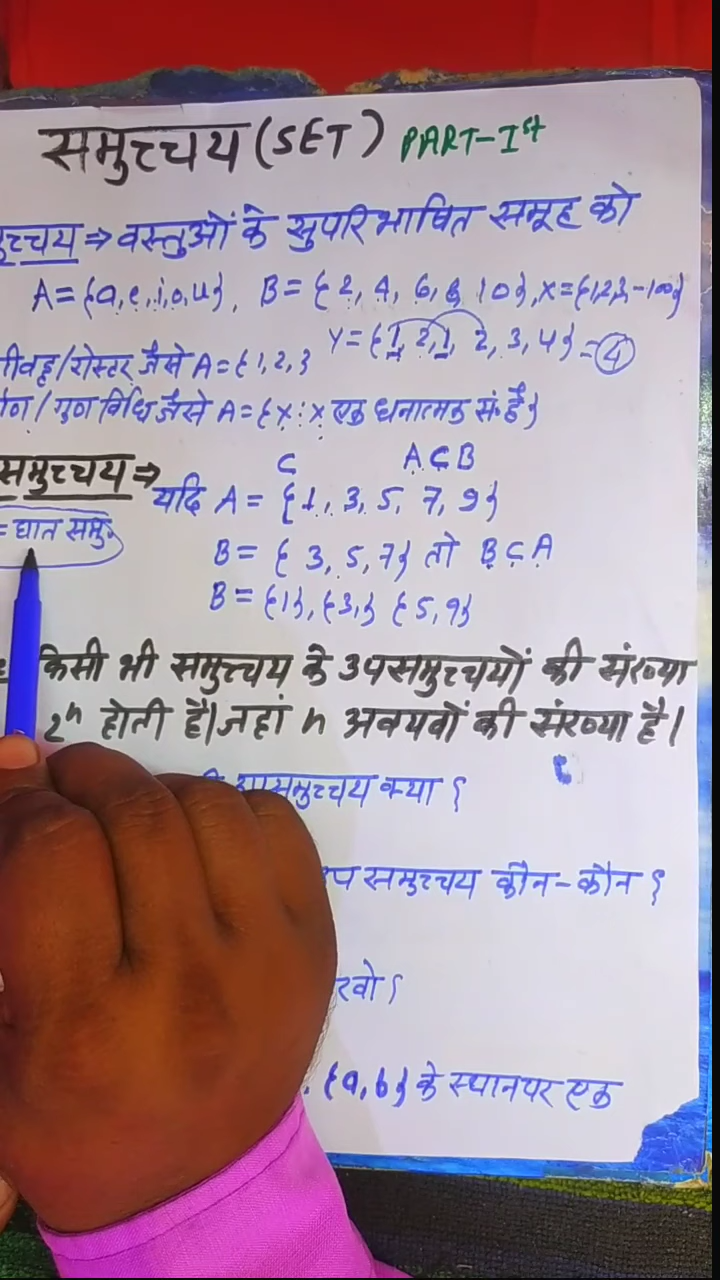 समुच्चय (SET) PART-Ist
मुच्चय ⇒ वस्तुओं के सुपरिभाषित समूह को
A={a,e,i,o,u}, B={2, 4, 6, 8, 10}, X={1,2,3--100}
Y={1, 2, 1, 2, 3, 4} = 4
रोस्टर जैसे A={1,2,3
गुण विधि जैसे A={x:x एक धनात्मक सं. है}
⊂ A⊂B
समुच्चय ⇒ यदि A = {1, 3, 5, 7, 9}
= घात समु.
B = { 3, 5, 7} तो B⊂A
B = {1}, {3,} {5,9}
किसी भी समुच्चय के उपसमुच्चयों की संख्या
2ⁿ होती है। जहां n अवयवों की संख्या है।
उपसमुच्चय क्या ?
उप समुच्चय कौन-कौन ?
{a,b} के स्थान पर एक